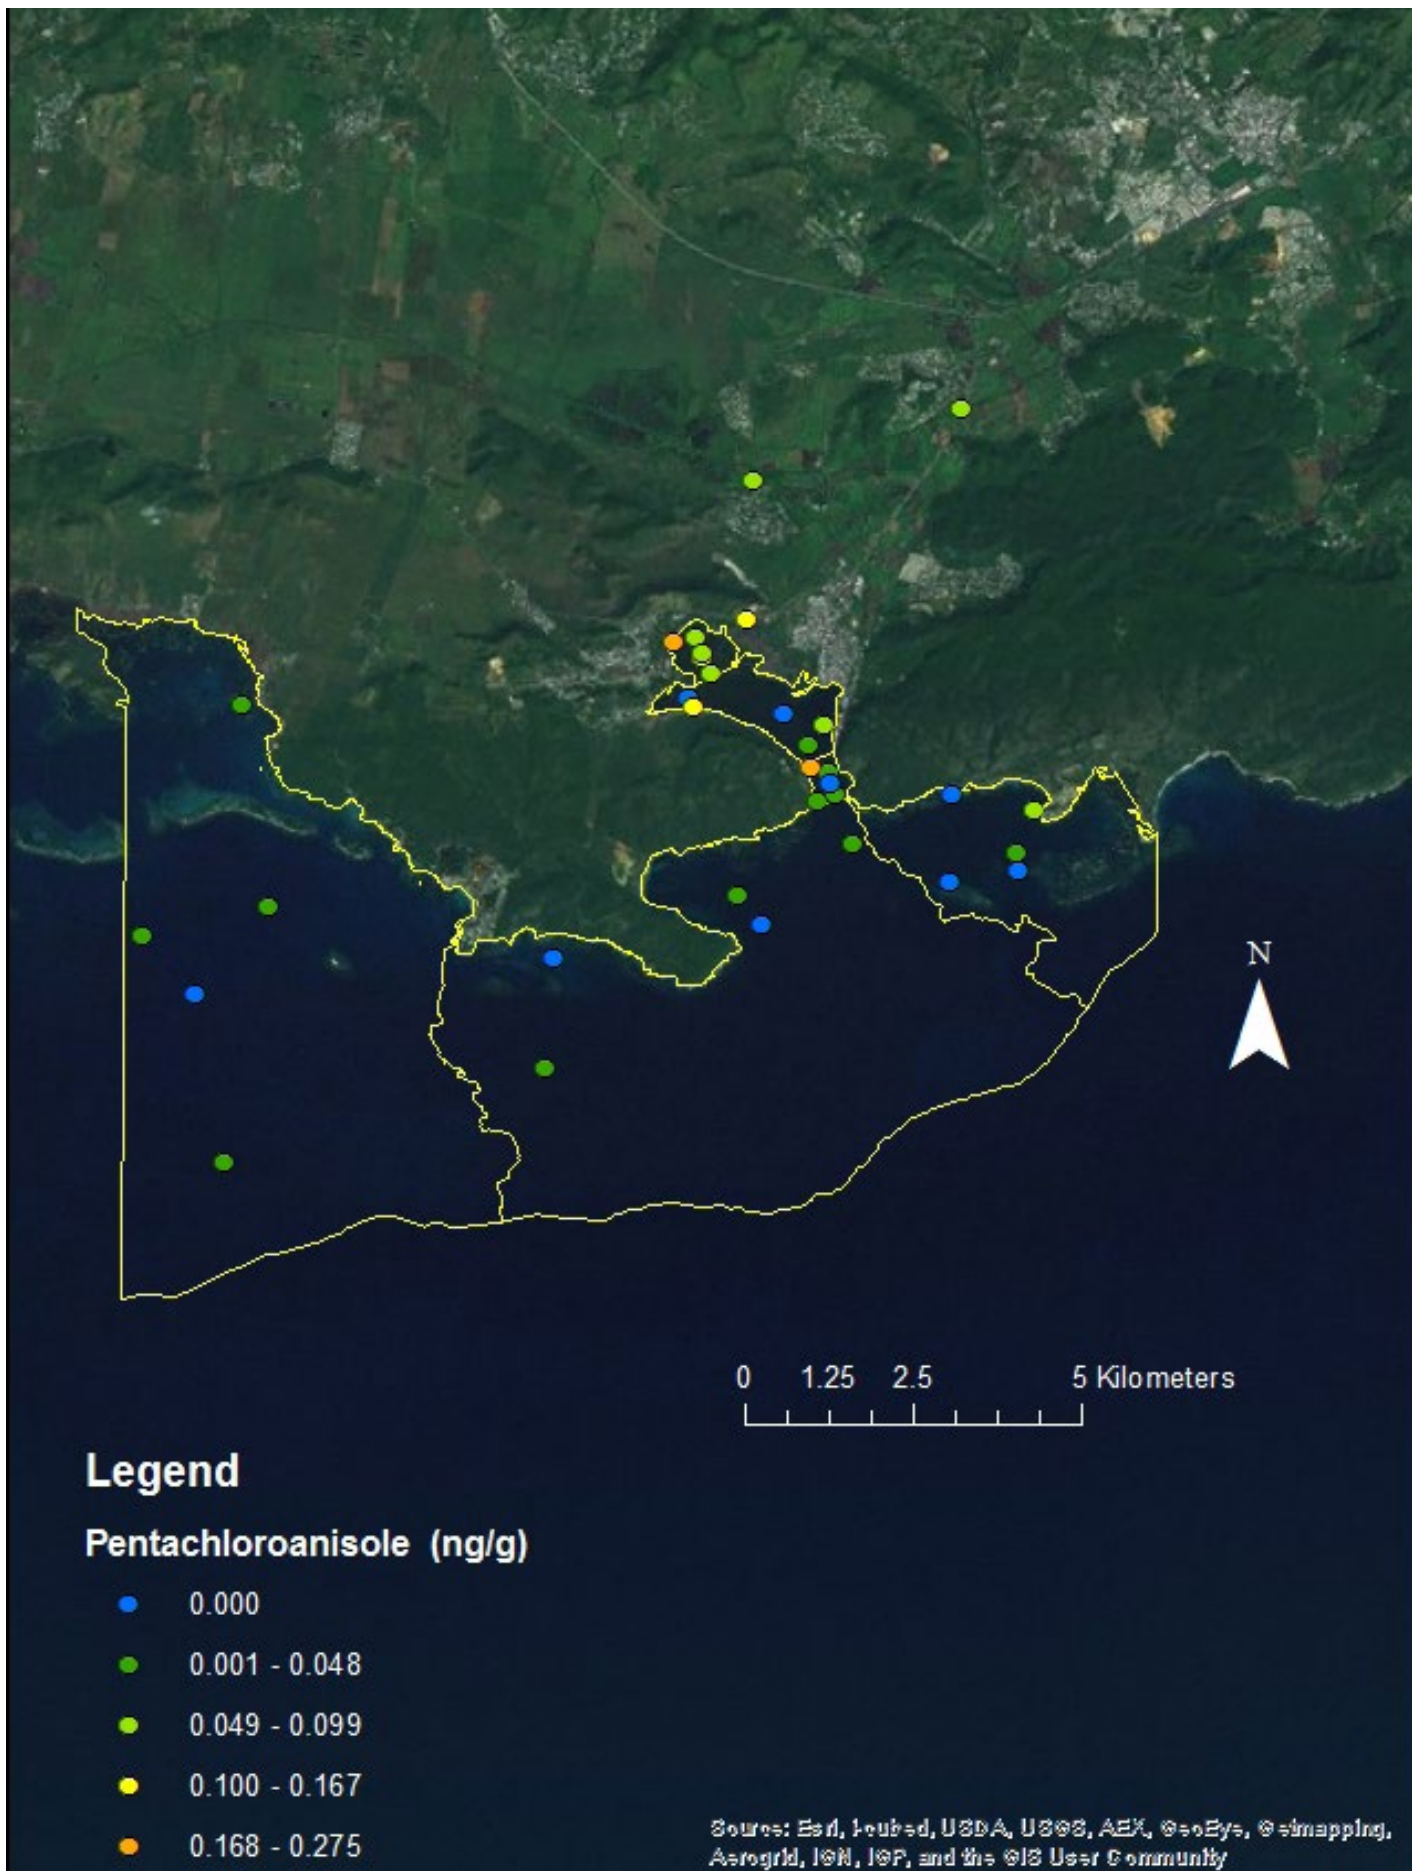 N
0 1.25 2.5 5 Kilometers
Legend
Pentachloroanisole (ng/g)
0.000
0.001 - 0.048
0.049 - 0.099
0.100 - 0.167
0.168 - 0.275
Source: Esri, i-cubed, USDA, USGS, AEX, GeoEye, Getmapping,
Aerogrid, IGN, IGP, and the GIS User Community